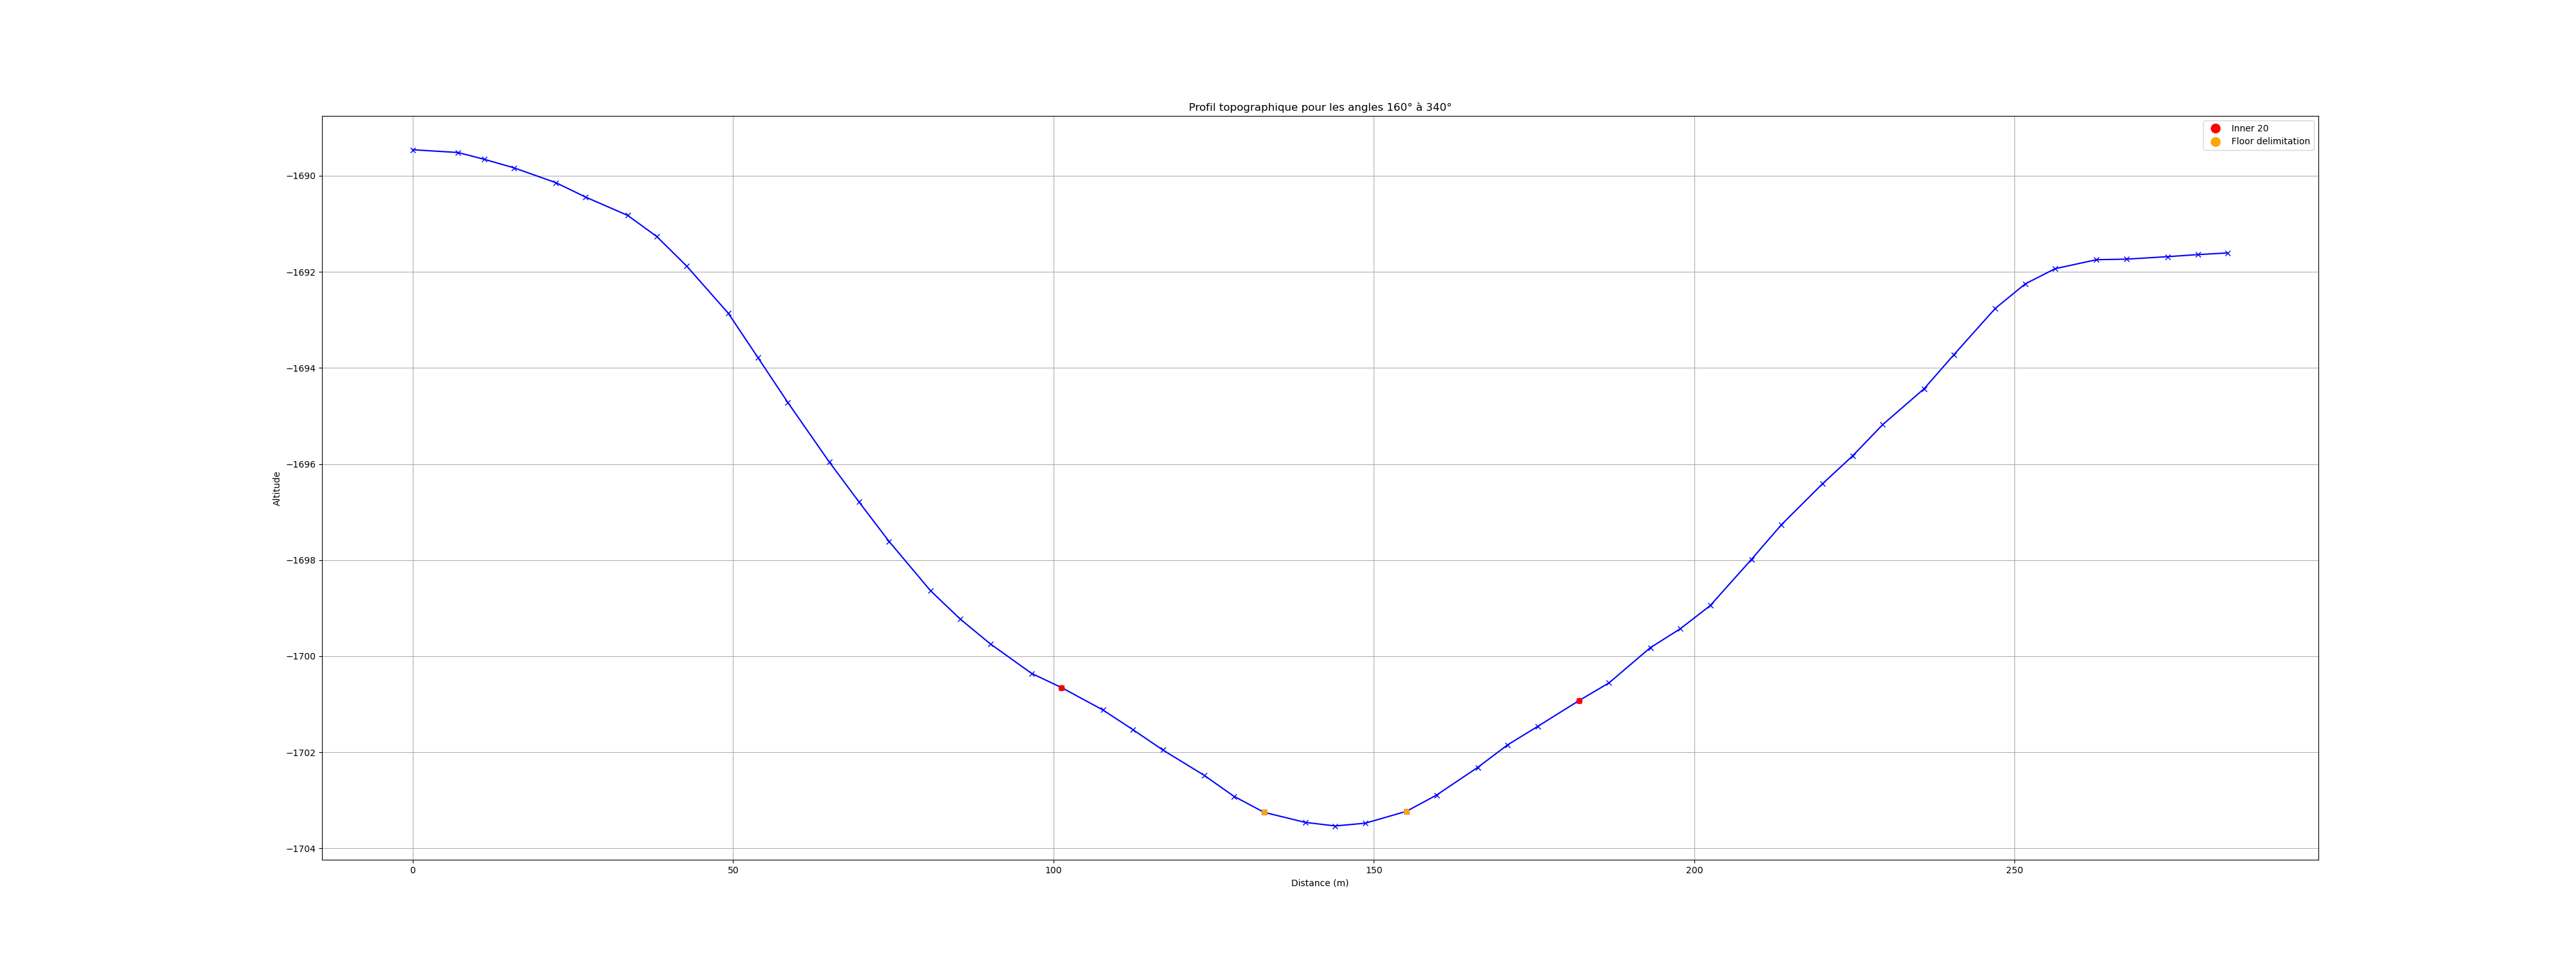 Profil topographique pour les angles 160° à 340°
Inner 20
Floor delimitation
Altitude
−1690
−1692
−1694
−1696
−1698
−1700
−1702
−1704
0 50 100 150 200 250
Distance (m)